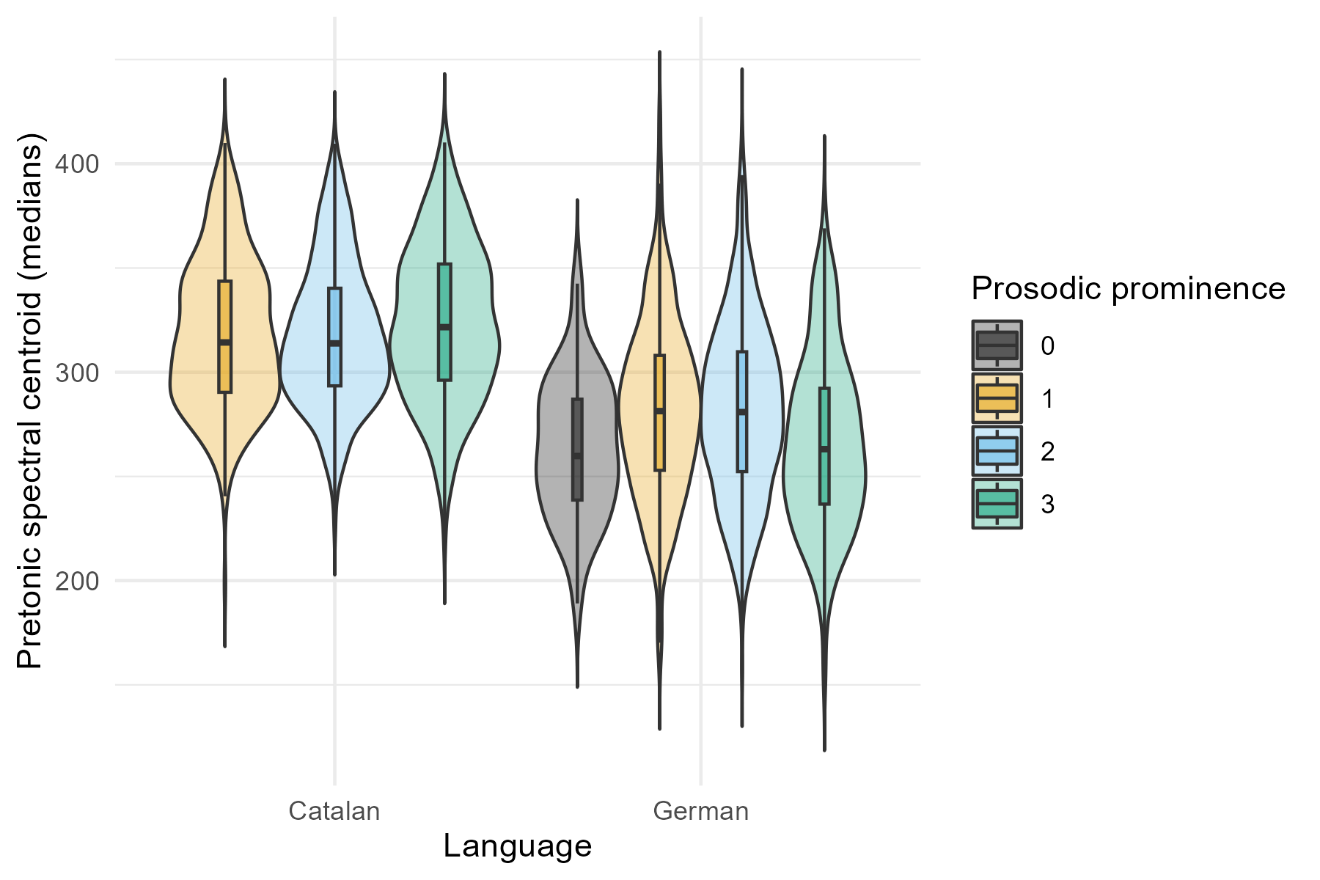 Pretonic spectral centroid (medians)
400
300
200
Catalan
German
Language
Prosodic prominence
0
1
2
3